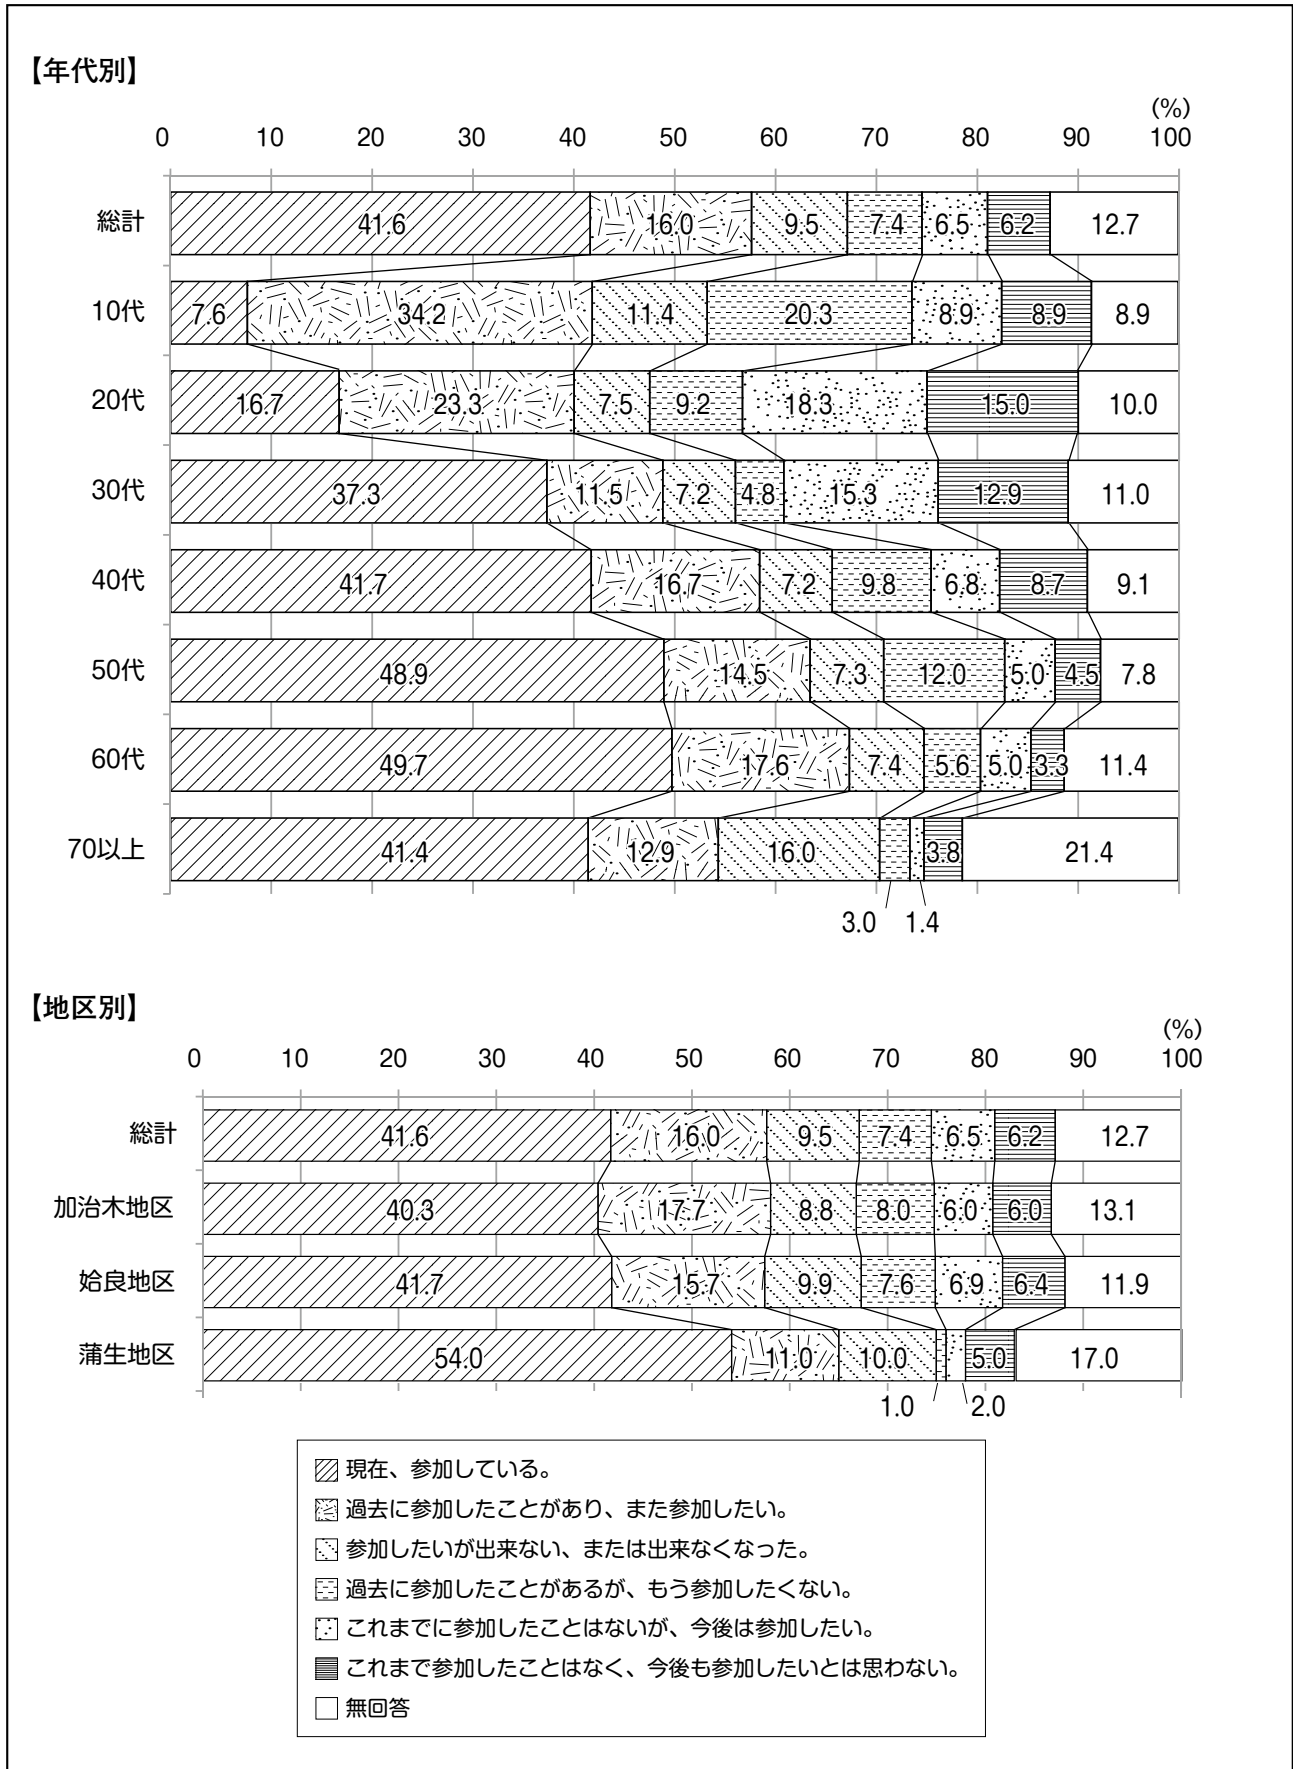 【年代別】
(%)
0 10 20 30 40 50 60 70 80 90 100
総計 41.6 16.0 9.5 7.4 6.5 6.2 12.7
10代 7.6 34.2 11.4 20.3 8.9 8.9 8.9
20代 16.7 23.3 7.5 9.2 18.3 15.0 10.0
30代 37.3 11.5 7.2 4.8 15.3 12.9 11.0
40代 41.7 16.7 7.2 9.8 6.8 8.7 9.1
50代 48.9 14.5 7.3 12.0 5.0 4.5 7.8
60代 49.7 17.6 7.4 5.6 5.0 3.3 11.4
70以上 41.4 12.9 16.0 3.8 21.4
3.0 1.4
【地区別】
(%)
0 10 20 30 40 50 60 70 80 90 100
総計 41.6 16.0 9.5 7.4 6.5 6.2 12.7
加治木地区 40.3 17.7 8.8 8.0 6.0 6.0 13.1
姶良地区 41.7 15.7 9.9 7.6 6.9 6.4 11.9
蒲生地区 54.0 11.0 10.0 5.0 17.0
1.0 2.0
現在、参加している。
過去に参加したことがあり、また参加したい。
参加したいが出来ない、または出来なくなった。
過去に参加したことがあるが、もう参加したくない。
これまでに参加したことはないが、今後は参加したい。
これまで参加したことはなく、今後も参加したいとは思わない。
無回答